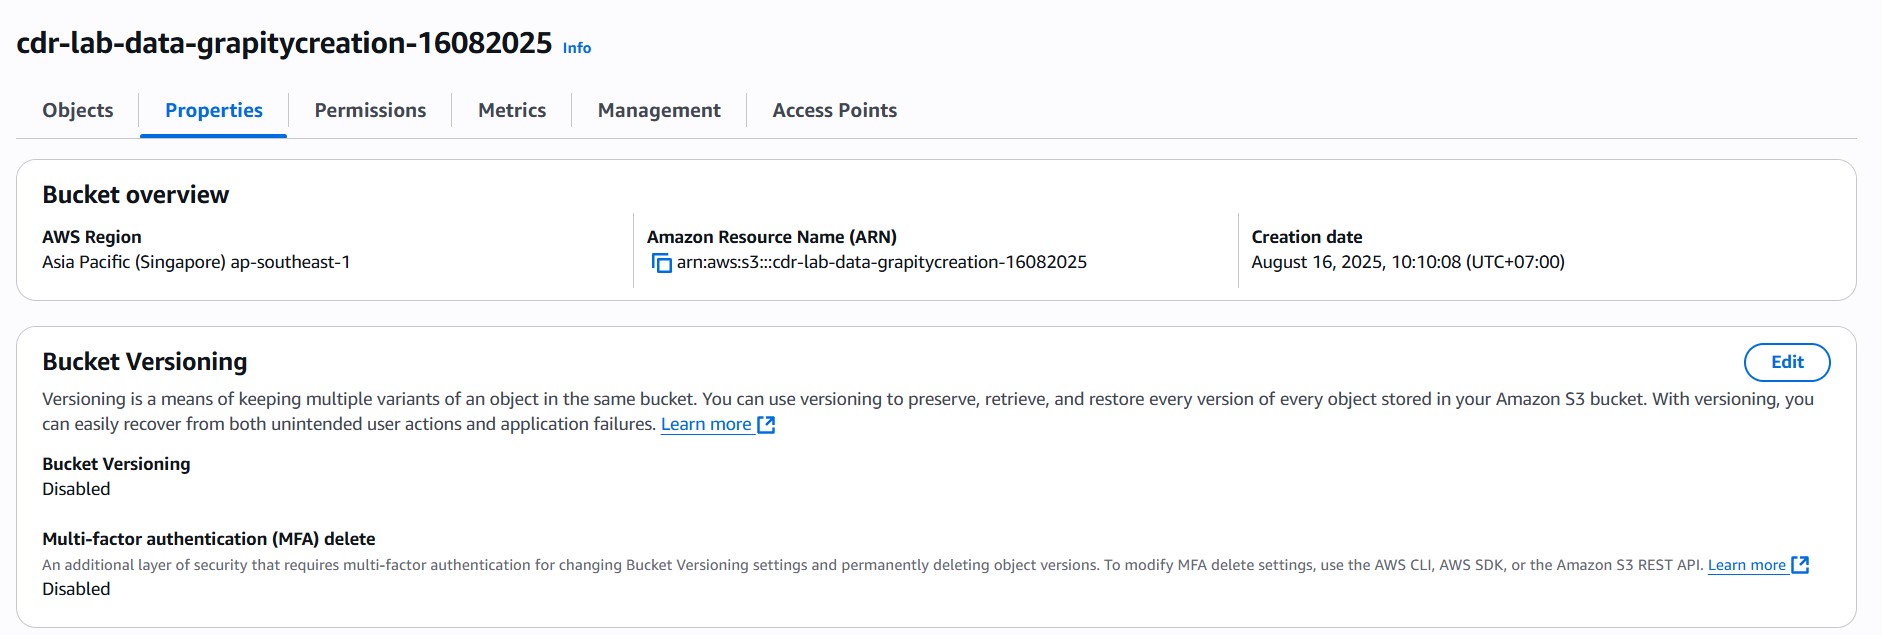 cdr-lab-data-grapitycreation-16082025 Info
Objects Properties Permissions Metrics Management Access Points
Bucket overview
AWS Region
Asia Pacific (Singapore) ap-southeast-1
Amazon Resource Name (ARN)
arn:aws:s3:::cdr-lab-data-grapitycreation-16082025
Creation date
August 16, 2025, 10:10:08 (UTC+07:00)
Bucket Versioning
Edit
Versioning is a means of keeping multiple variants of an object in the same bucket. You can use versioning to preserve, retrieve, and restore every version of every object stored in your Amazon S3 bucket. With versioning, you
can easily recover from both unintended user actions and application failures. Learn more
Bucket Versioning
Disabled
Multi-factor authentication (MFA) delete
An additional layer of security that requires multi-factor authentication for changing Bucket Versioning settings and permanently deleting object versions. To modify MFA delete settings, use the AWS CLI, AWS SDK, or the Amazon S3 REST API. Learn more
Disabled